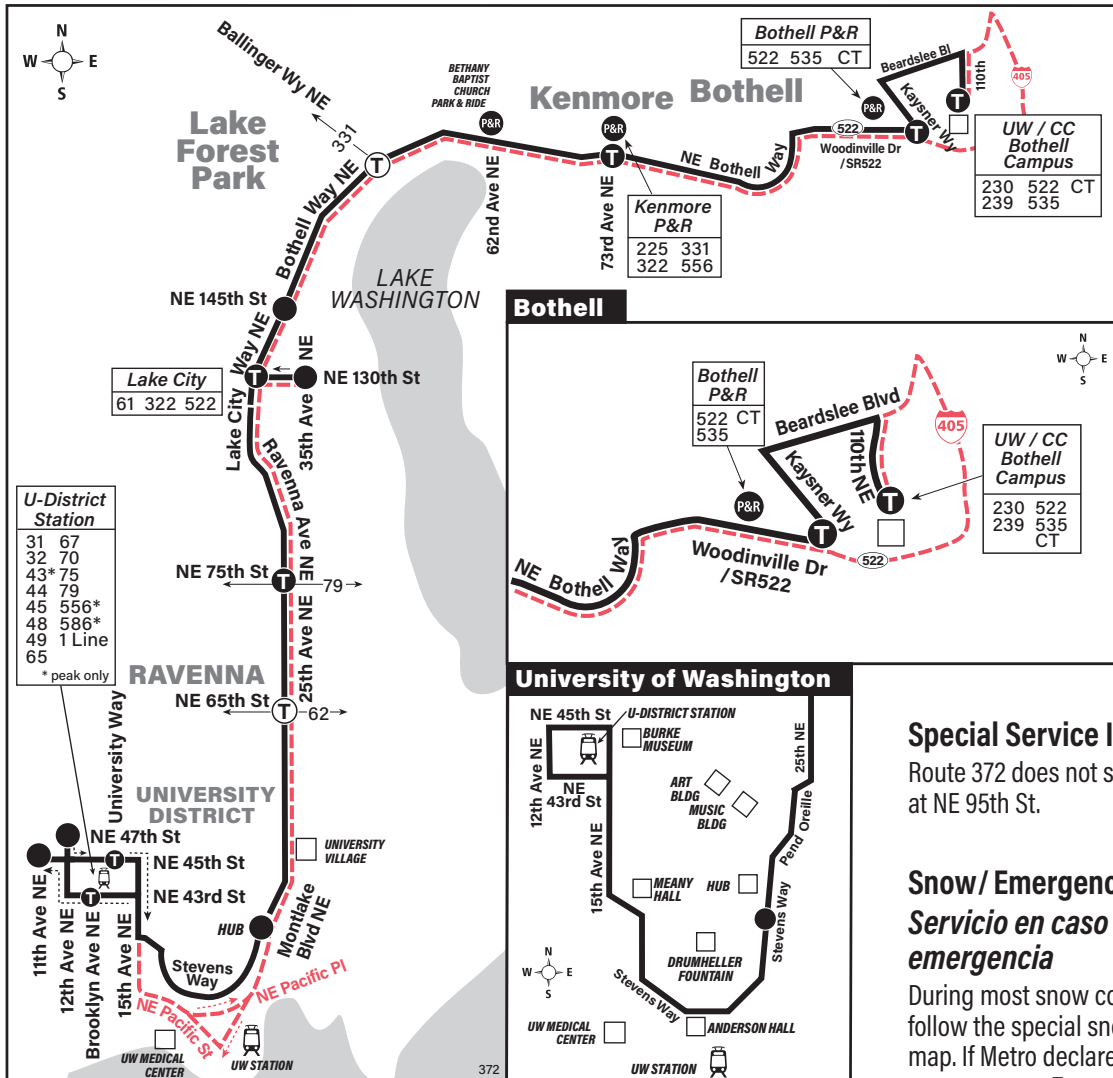 N
W E
S
Ballinger Wy NE
331
Lake
Forest
Park
BETHANY
BAPTIST
CHURCH
PARK & RIDE
P&R
Kenmore
P&R
T
Bothell
Bothell P&R
522 535 CT
Beardslee Bl
110th
405
P&R
Kaysner Wy
T
T
522
Woodinville Dr
/SR522
UW / CC
Bothell
Campus
230 522 CT
239 535
T
Bothell Way NE
62nd Ave NE
73rd Ave NE
NE Bothell Way
Kenmore
P&R
225 331
322 556
LAKE
WASHINGTON
NE 145th St
Lake City Way NE
T
NE 130th St
35th Ave NE
Lake City
61 322 522
Ravenna Ave NE
U-District
Station
31 67
32 70
43* 75
44 79
45 556*
48 586*
49 1 Line
65
* peak only
NE 75th St
T
79
25th Ave NE
RAVENNA
NE 65th St
T
62
University Way
UNIVERSITY
DISTRICT
NE 47th St
T
NE 45th St
T
NE 43rd St
UNIVERSITY
VILLAGE
11th Ave NE
12th Ave NE
Brooklyn Ave NE
15th Ave NE
HUB
Montlake
Blvd NE
Stevens
Way
NE Pacific Pl
NE Pacific St
UW MEDICAL
CENTER
UW STATION
372
Bothell
N
W E
S
Bothell
P&R
522 CT
535
Beardslee Blvd
110th NE
405
Kaysner Wy
P&R
T
T
UW / CC
Bothell
Campus
230 522
239 535
CT
NE Bothell Way
Woodinville Dr
/SR522
522
University of Washington
NE 45th St
U-DISTRICT STATION
BURKE
MUSEUM
12th Ave NE
NE
43rd St
ART
BLDG
MUSIC
BLDG
25th NE
Pend Oreille
15th Ave NE
MEANY
HALL
HUB
Stevens Way
DRUMHELLER
FOUNTAIN
N
W E
S
Stevens Way
UW MEDICAL
CENTER
ANDERSON HALL
UW STATION
Special Service I
Route 372 does not s
at NE 95th St.
Snow/ Emergenc
Servicio en caso
emergencia
During most snow co
follow the special sno
map. If Metro declare